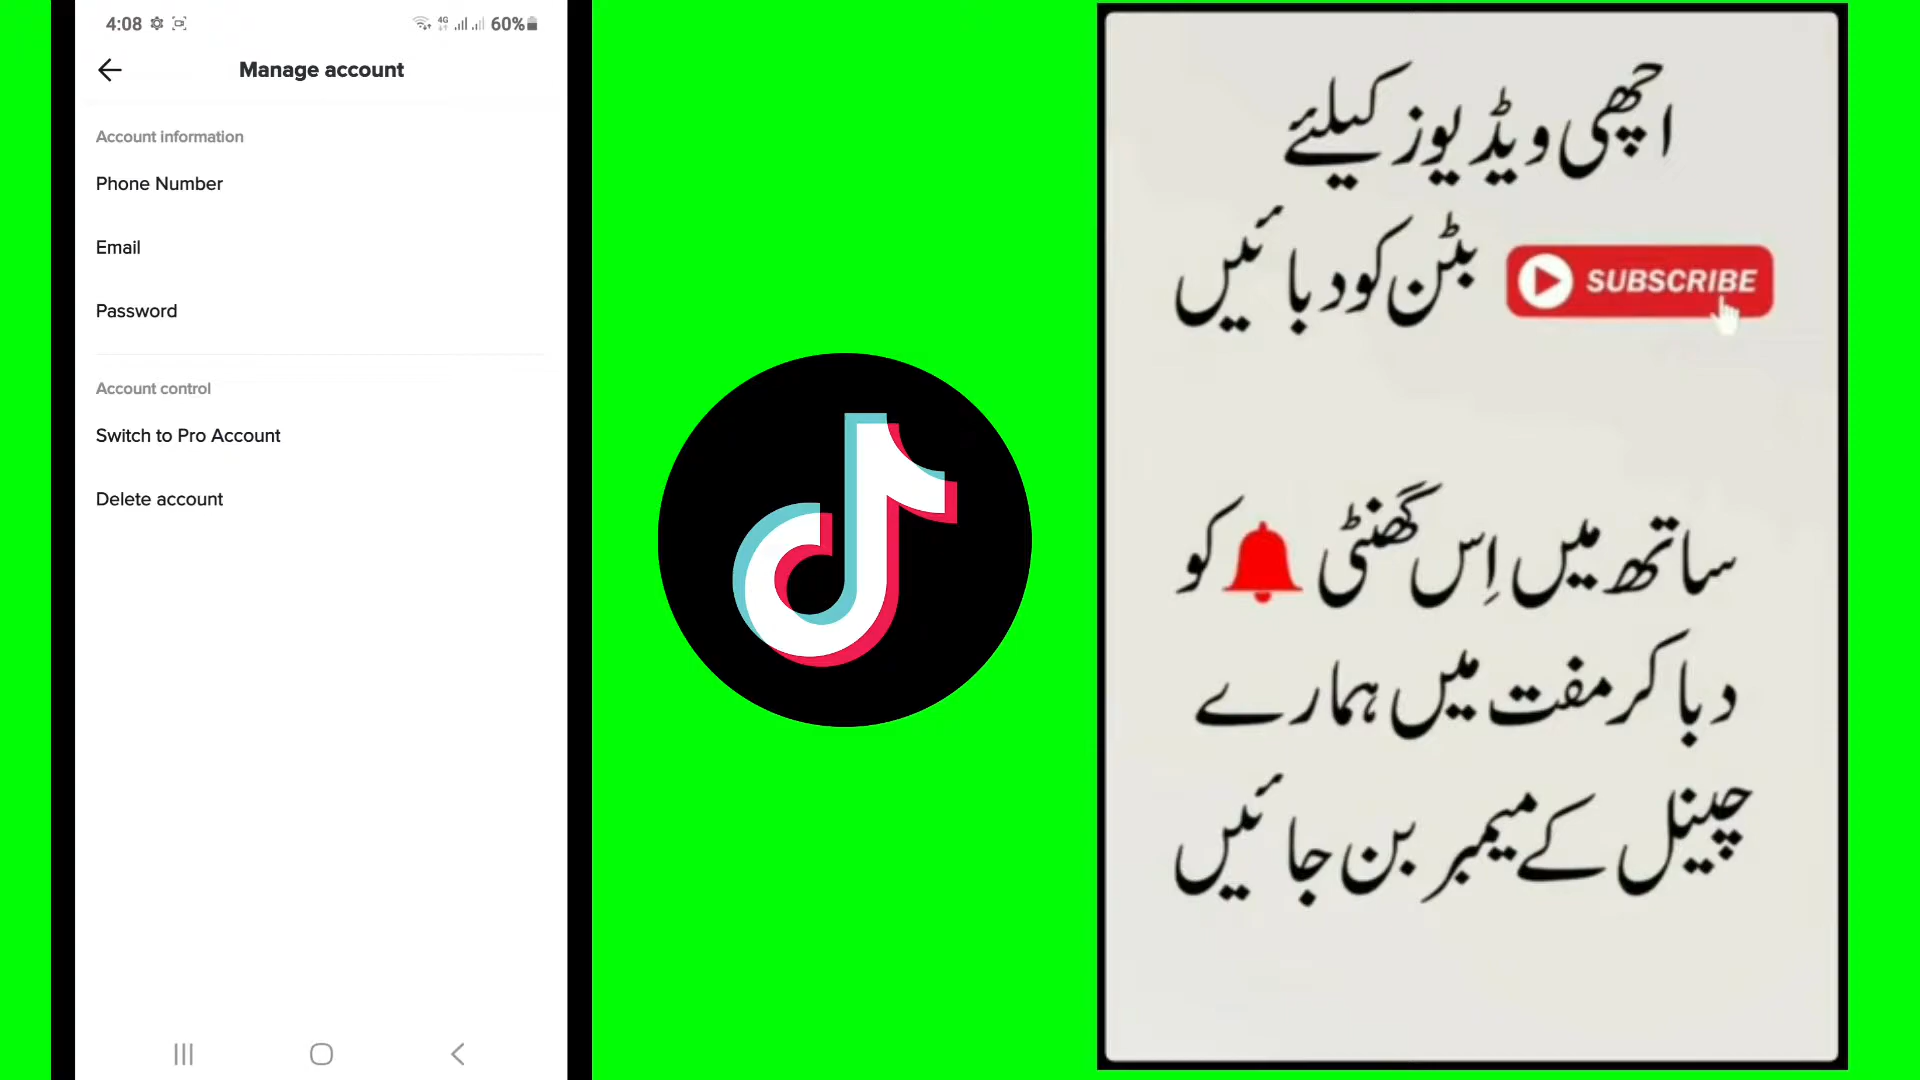 4:08
4G
60%
Manage account
Account information
Phone Number
Email
Password
Account control
Switch to Pro Account
Delete account
اچھی ویڈیوز کیلئے
SUBSCRIBE بٹن کو دبائیں
ساتھ میں اِس گھنٹی کو
دبا کر مفت میں ہمارے
چینل کے میمبر بن جائیں